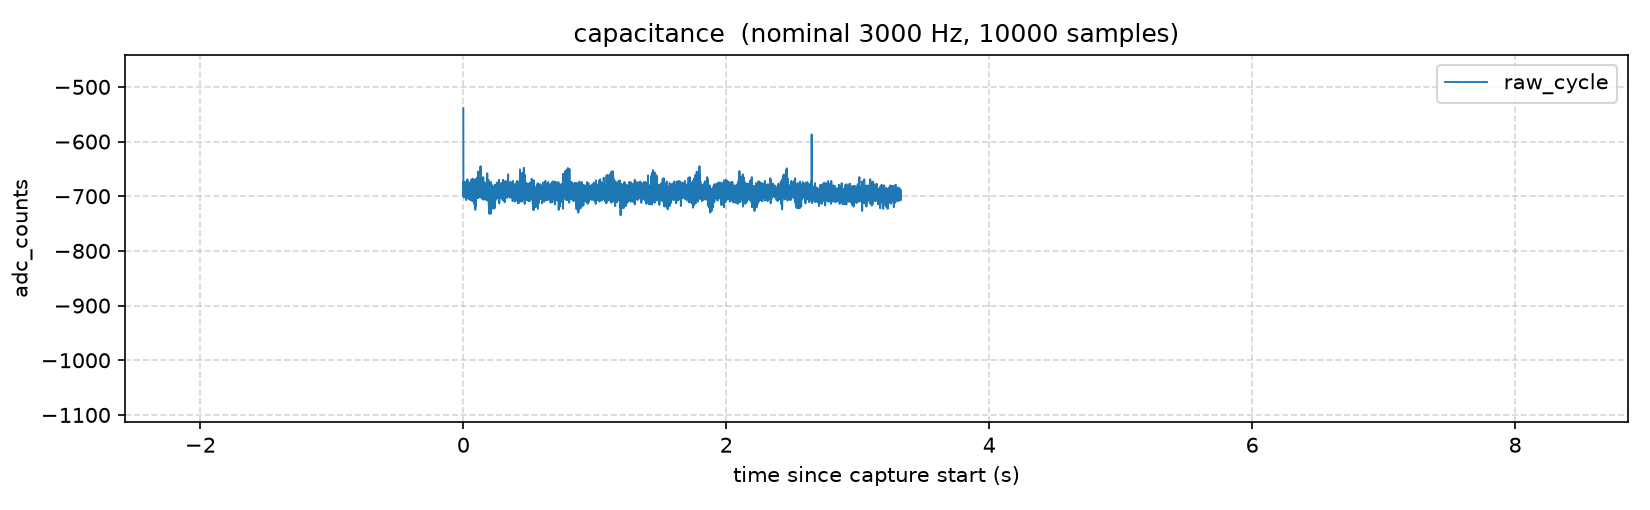 capacitance  (nominal 3000 Hz, 10000 samples)
raw_cycle
adc_counts
−500
−600
−700
−800
−900
−1000
−1100
−2 0 2 4 6 8
time since capture start (s)